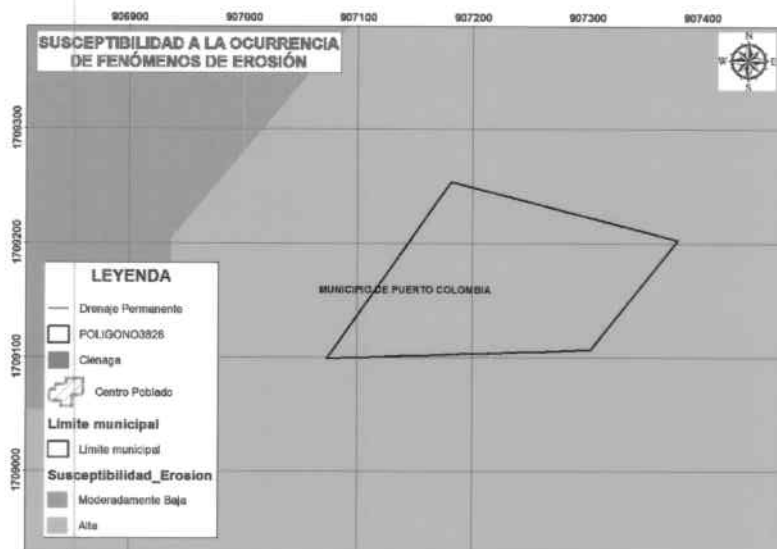 906900 907000 907100 907200 907300 907400
SUSCEPTIBILIDAD A LA OCURRENCIA
DE FENÓMENOS DE EROSIÓN
N
W E
S
1709300
1709200
1709100
1709000
MUNICIPIO DE PUERTO COLOMBIA
LEYENDA
Drenaje Permanente
POLIGONO3826
Cienaga
Centro Poblado
Limite municipal
Limite municipal
Susceptibilidad_Erosion
Moderadamente Baja
Alta